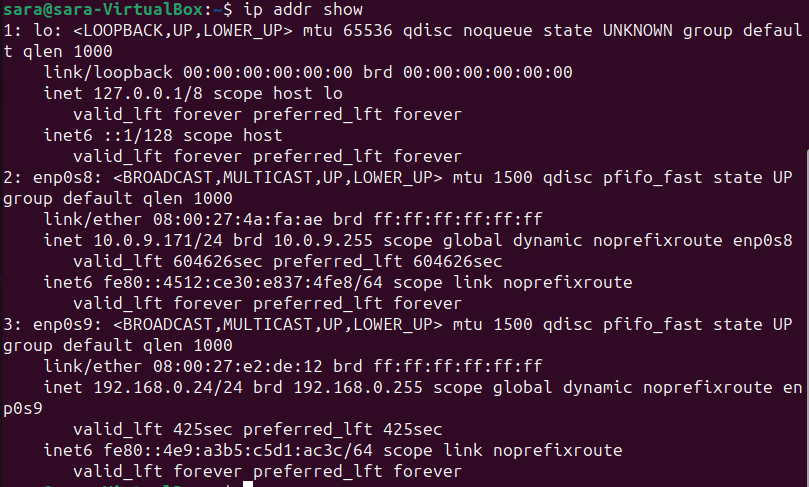 sara@sara-VirtualBox:~$ ip addr show
1: lo: <LOOPBACK,UP,LOWER_UP> mtu 65536 qdisc noqueue state UNKNOWN group defaul
t qlen 1000
    link/loopback 00:00:00:00:00:00 brd 00:00:00:00:00:00
    inet 127.0.0.1/8 scope host lo
       valid_lft forever preferred_lft forever
    inet6 ::1/128 scope host
       valid_lft forever preferred_lft forever
2: enp0s8: <BROADCAST,MULTICAST,UP,LOWER_UP> mtu 1500 qdisc pfifo_fast state UP
group default qlen 1000
    link/ether 08:00:27:4a:fa:ae brd ff:ff:ff:ff:ff:ff
    inet 10.0.9.171/24 brd 10.0.9.255 scope global dynamic noprefixroute enp0s8
       valid_lft 604626sec preferred_lft 604626sec
    inet6 fe80::4512:ce30:e837:4fe8/64 scope link noprefixroute
       valid_lft forever preferred_lft forever
3: enp0s9: <BROADCAST,MULTICAST,UP,LOWER_UP> mtu 1500 qdisc pfifo_fast state UP
group default qlen 1000
    link/ether 08:00:27:e2:de:12 brd ff:ff:ff:ff:ff:ff
    inet 192.168.0.24/24 brd 192.168.0.255 scope global dynamic noprefixroute en
p0s9
       valid_lft 425sec preferred_lft 425sec
    inet6 fe80::4e9:a3b5:c5d1:ac3c/64 scope link noprefixroute
       valid_lft forever preferred_lft forever